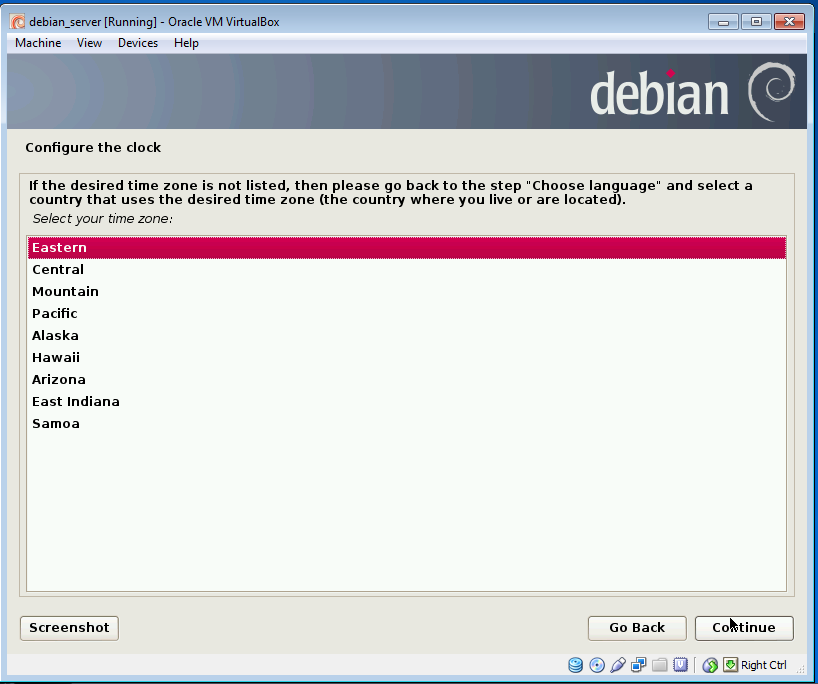 debian_server [Running] - Oracle VM VirtualBox
Machine View Devices Help
debian
Configure the clock
If the desired time zone is not listed, then please go back to the step "Choose language" and select a
country that uses the desired time zone (the country where you live or are located).
Select your time zone:
Eastern
Central
Mountain
Pacific
Alaska
Hawaii
Arizona
East Indiana
Samoa
Screenshot Go Back Continue
Right Ctrl